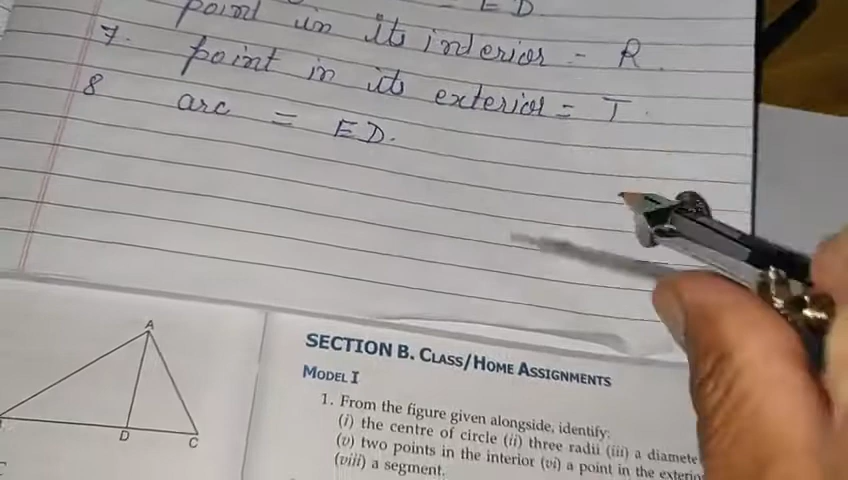 = ED
point in its interior - R.
7. point in its exterior = T.
8 arc = ED.
A
D
C
SECTION B. CLASS/HOME ASSIGNMENTS
MODEL I
1. From the figure given alongside, identify:
(i) the centre of circle (ii) three radii (iii) a diamete
(v) two points in the interior (vi) a point in the exterio
(viii) a segment.